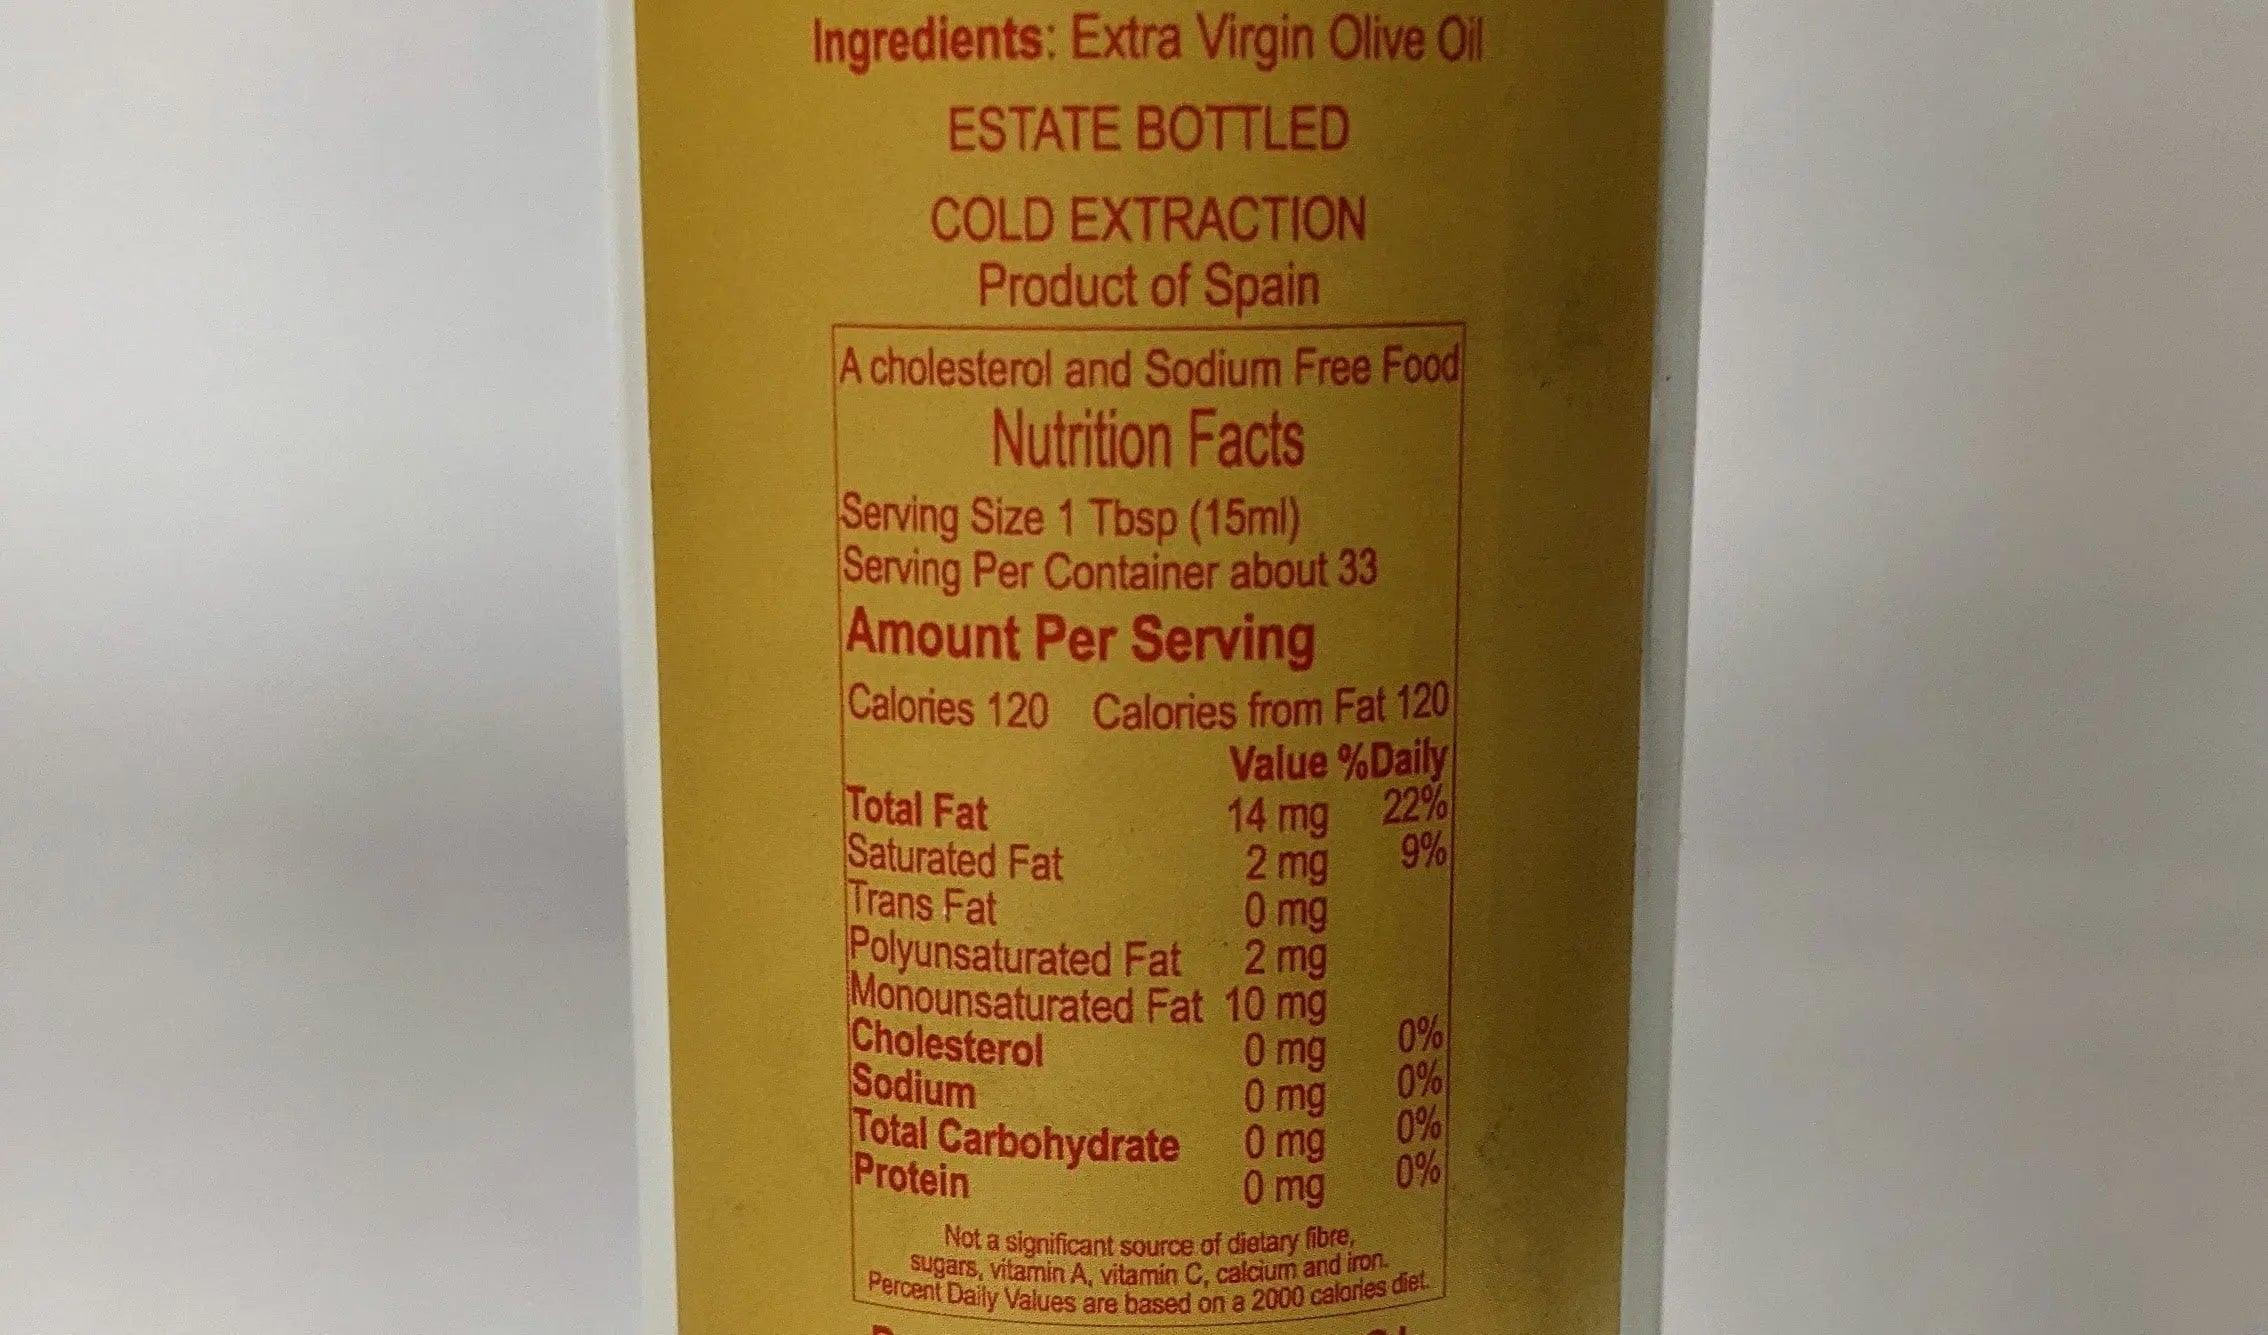 Ingredients: Extra Virgin Olive Oil
ESTATE BOTTLED
COLD EXTRACTION
Product of Spain
A cholesterol and Sodium Free Food
Nutrition Facts
Serving Size 1 Tbsp (15ml)
Serving Per Container about 33
Amount Per Serving
Calories 120 Calories from Fat 120
Value %Daily
Total Fat 14 mg 22%
Saturated Fat 2 mg 9%
Trans Fat 0 mg
Polyunsaturated Fat 2 mg
Monounsaturated Fat 10 mg
Cholesterol 0 mg 0%
Sodium 0 mg 0%
Total Carbohydrate 0 mg 0%
Protein 0 mg 0%
Not a significant source of dietary fibre,
sugars, vitamin A, vitamin C, calcium and iron.
Percent Daily Values are based on a 2000 calories diet.